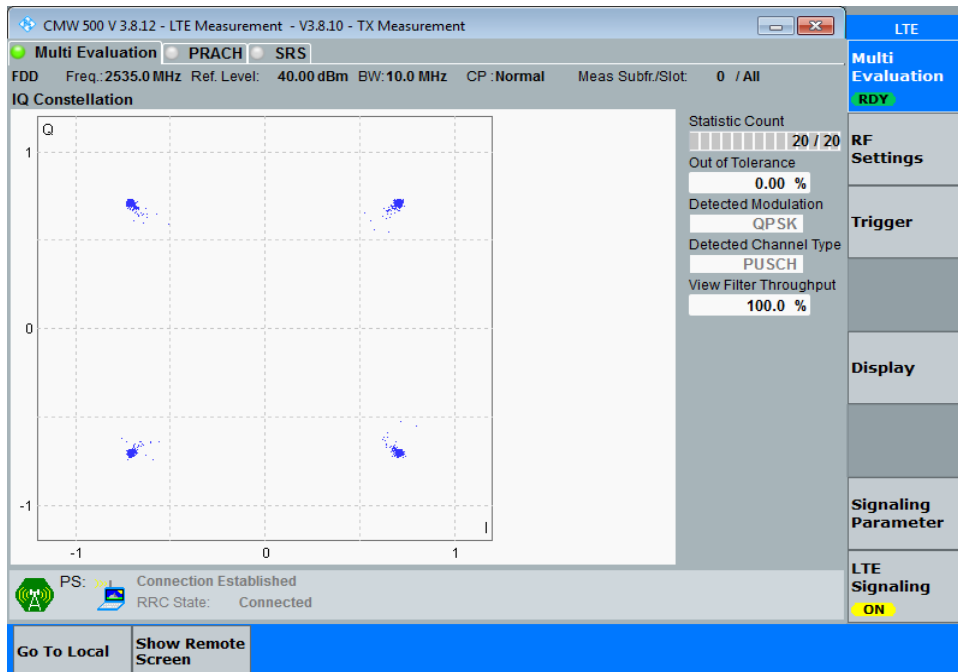 CMW 500 V 3.8.12 - LTE Measurement - V3.8.10 - TX Measurement
LTE
Multi Evaluation PRACH SRS
FDD Freq.: 2535.0 MHz Ref. Level: 40.00 dBm BW: 10.0 MHz CP : Normal Meas Subfr./Slot: 0 / All
IQ Constellation
Q
1
0
-1
-1 0 1
I
Statistic Count
20 / 20
Out of Tolerance
0.00 %
Detected Modulation
QPSK
Detected Channel Type
PUSCH
View Filter Throughput
100.0 %
Multi
Evaluation
RDY
RF
Settings
Trigger
Display
Signaling
Parameter
LTE
Signaling
ON
PS: Connection Established
RRC State: Connected
Go To Local
Show Remote
Screen